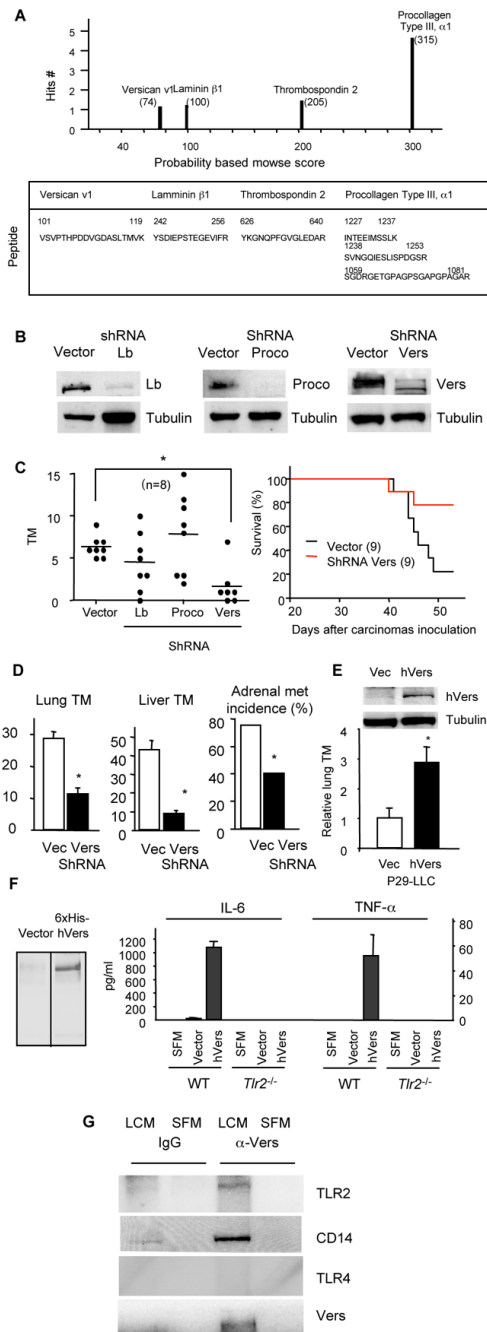 A
Procollagen
Type III, α1
(315)
Hits #
5
4
3
2
1
0
Versican v1
(74)
Laminin β1
(100)
Thrombospondin 2
(205)
40
100
200
300
Probability based mowse score
Peptide
Versican v1 Lamminin β1 Thrombospondin 2 Procollagen Type III, α1
101 119 242 256 626 640 1227 1237
VSVPTHPDDVGDASLTMVK YSDIEPSTEGEVIFR YKGNQPFGVGLEDAR INTEEIMSSLK
1238 1253
SVNGQIESLISPDGSR
1059 1081
SGDRGETGPAGPSGAPGPAGAR
B
shRNA
Vector Lb
Lb
Tubulin
ShRNA
Vector Proco
Proco
Tubulin
ShRNA
Vector Vers
Vers
Tubulin
C
*
(n=8)
TM
15
10
5
0
Vector Lb Proco Vers
ShRNA
Survival (%)
100
80
60
40
20
0
Vector (9)
ShRNA Vers (9)
20 30 40 50
Days after carcinomas inoculation
D
Lung TM
30
20
10
0
*
Vec Vers
ShRNA
Liver TM
50
40
30
20
10
0
*
Vec Vers
ShRNA
Adrenal met
incidence (%)
80
40
0
*
Vec Vers
ShRNA
E
Vec hVers
hVers
Tubulin
Relative lung TM
4
3
2
1
0
*
Vec hVers
P29-LLC
F
6xHis-
Vector hVers
IL-6
TNF-α
pg/ml
1200
1000
800
600
400
200
0
80
60
40
20
0
SFM Vector hVers SFM Vector hVers SFM Vector hVers SFM Vector hVers
WT Tlr2-/- WT Tlr2-/-
G
LCM SFM LCM SFM
IgG α-Vers
TLR2
CD14
TLR4
Vers